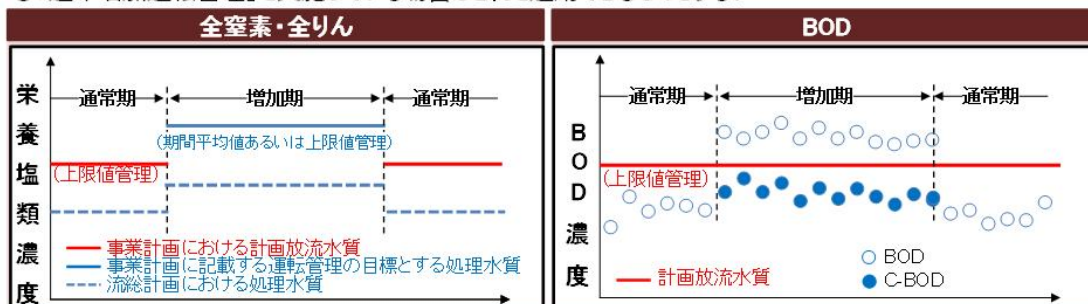 全窒素・全りん
BOD
栄養塩類濃度
通常期
増加期
通常期
(期間平均値あるいは上限値管理)
(上限値管理)
事業計画における計画放流水質
事業計画に記載する運転管理の目標とする処理水質
流総計画における処理水質
BOD濃度
通常期
増加期
通常期
(上限値管理)
BOD
計画放流水質
C-BOD